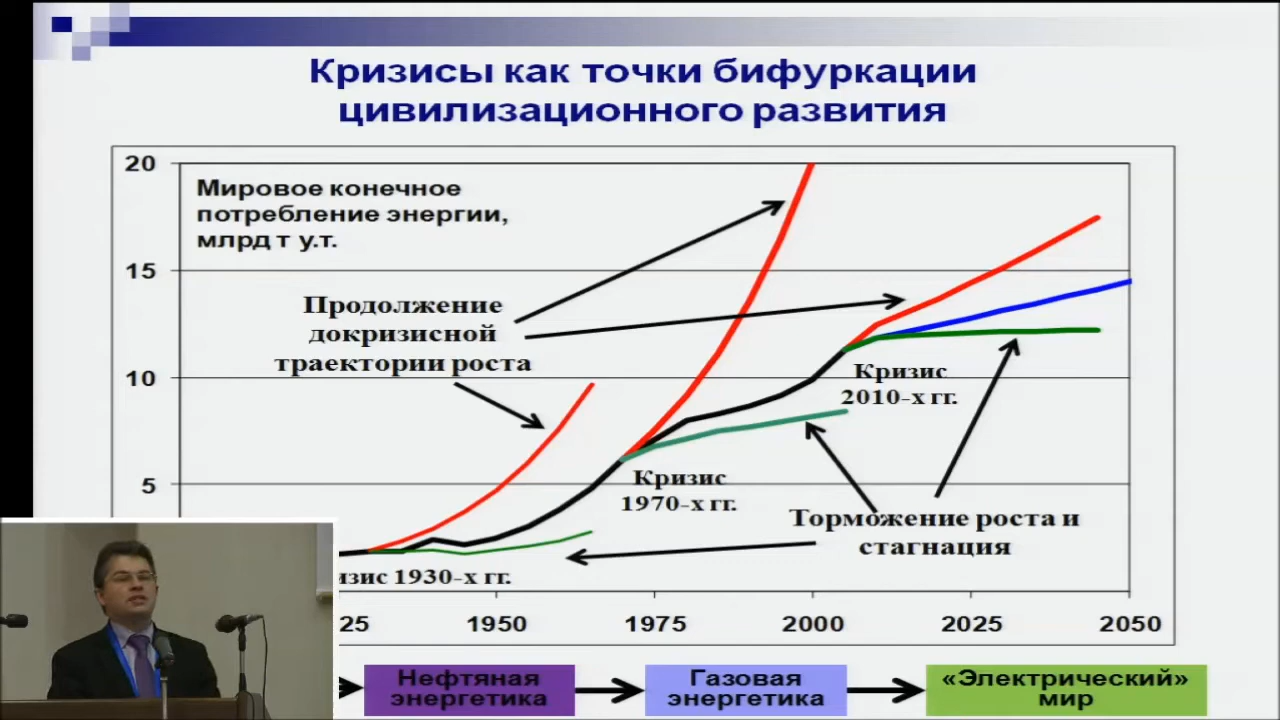 Кризисы как точки бифуркации
цивилизационного развития
20
Мировое конечное
потребление энергии,
млрд т у.т.
15
Продолжение
докризисной
траектории роста
10
Кризис
2010-х гг.
5
Кризис
1970-х гг.
Торможение роста и
стагнация
изис 1930-х гг.
25 1950 1975 2000 2025 2050
Нефтяная
энергетика
Газовая
энергетика
«Электрический»
мир